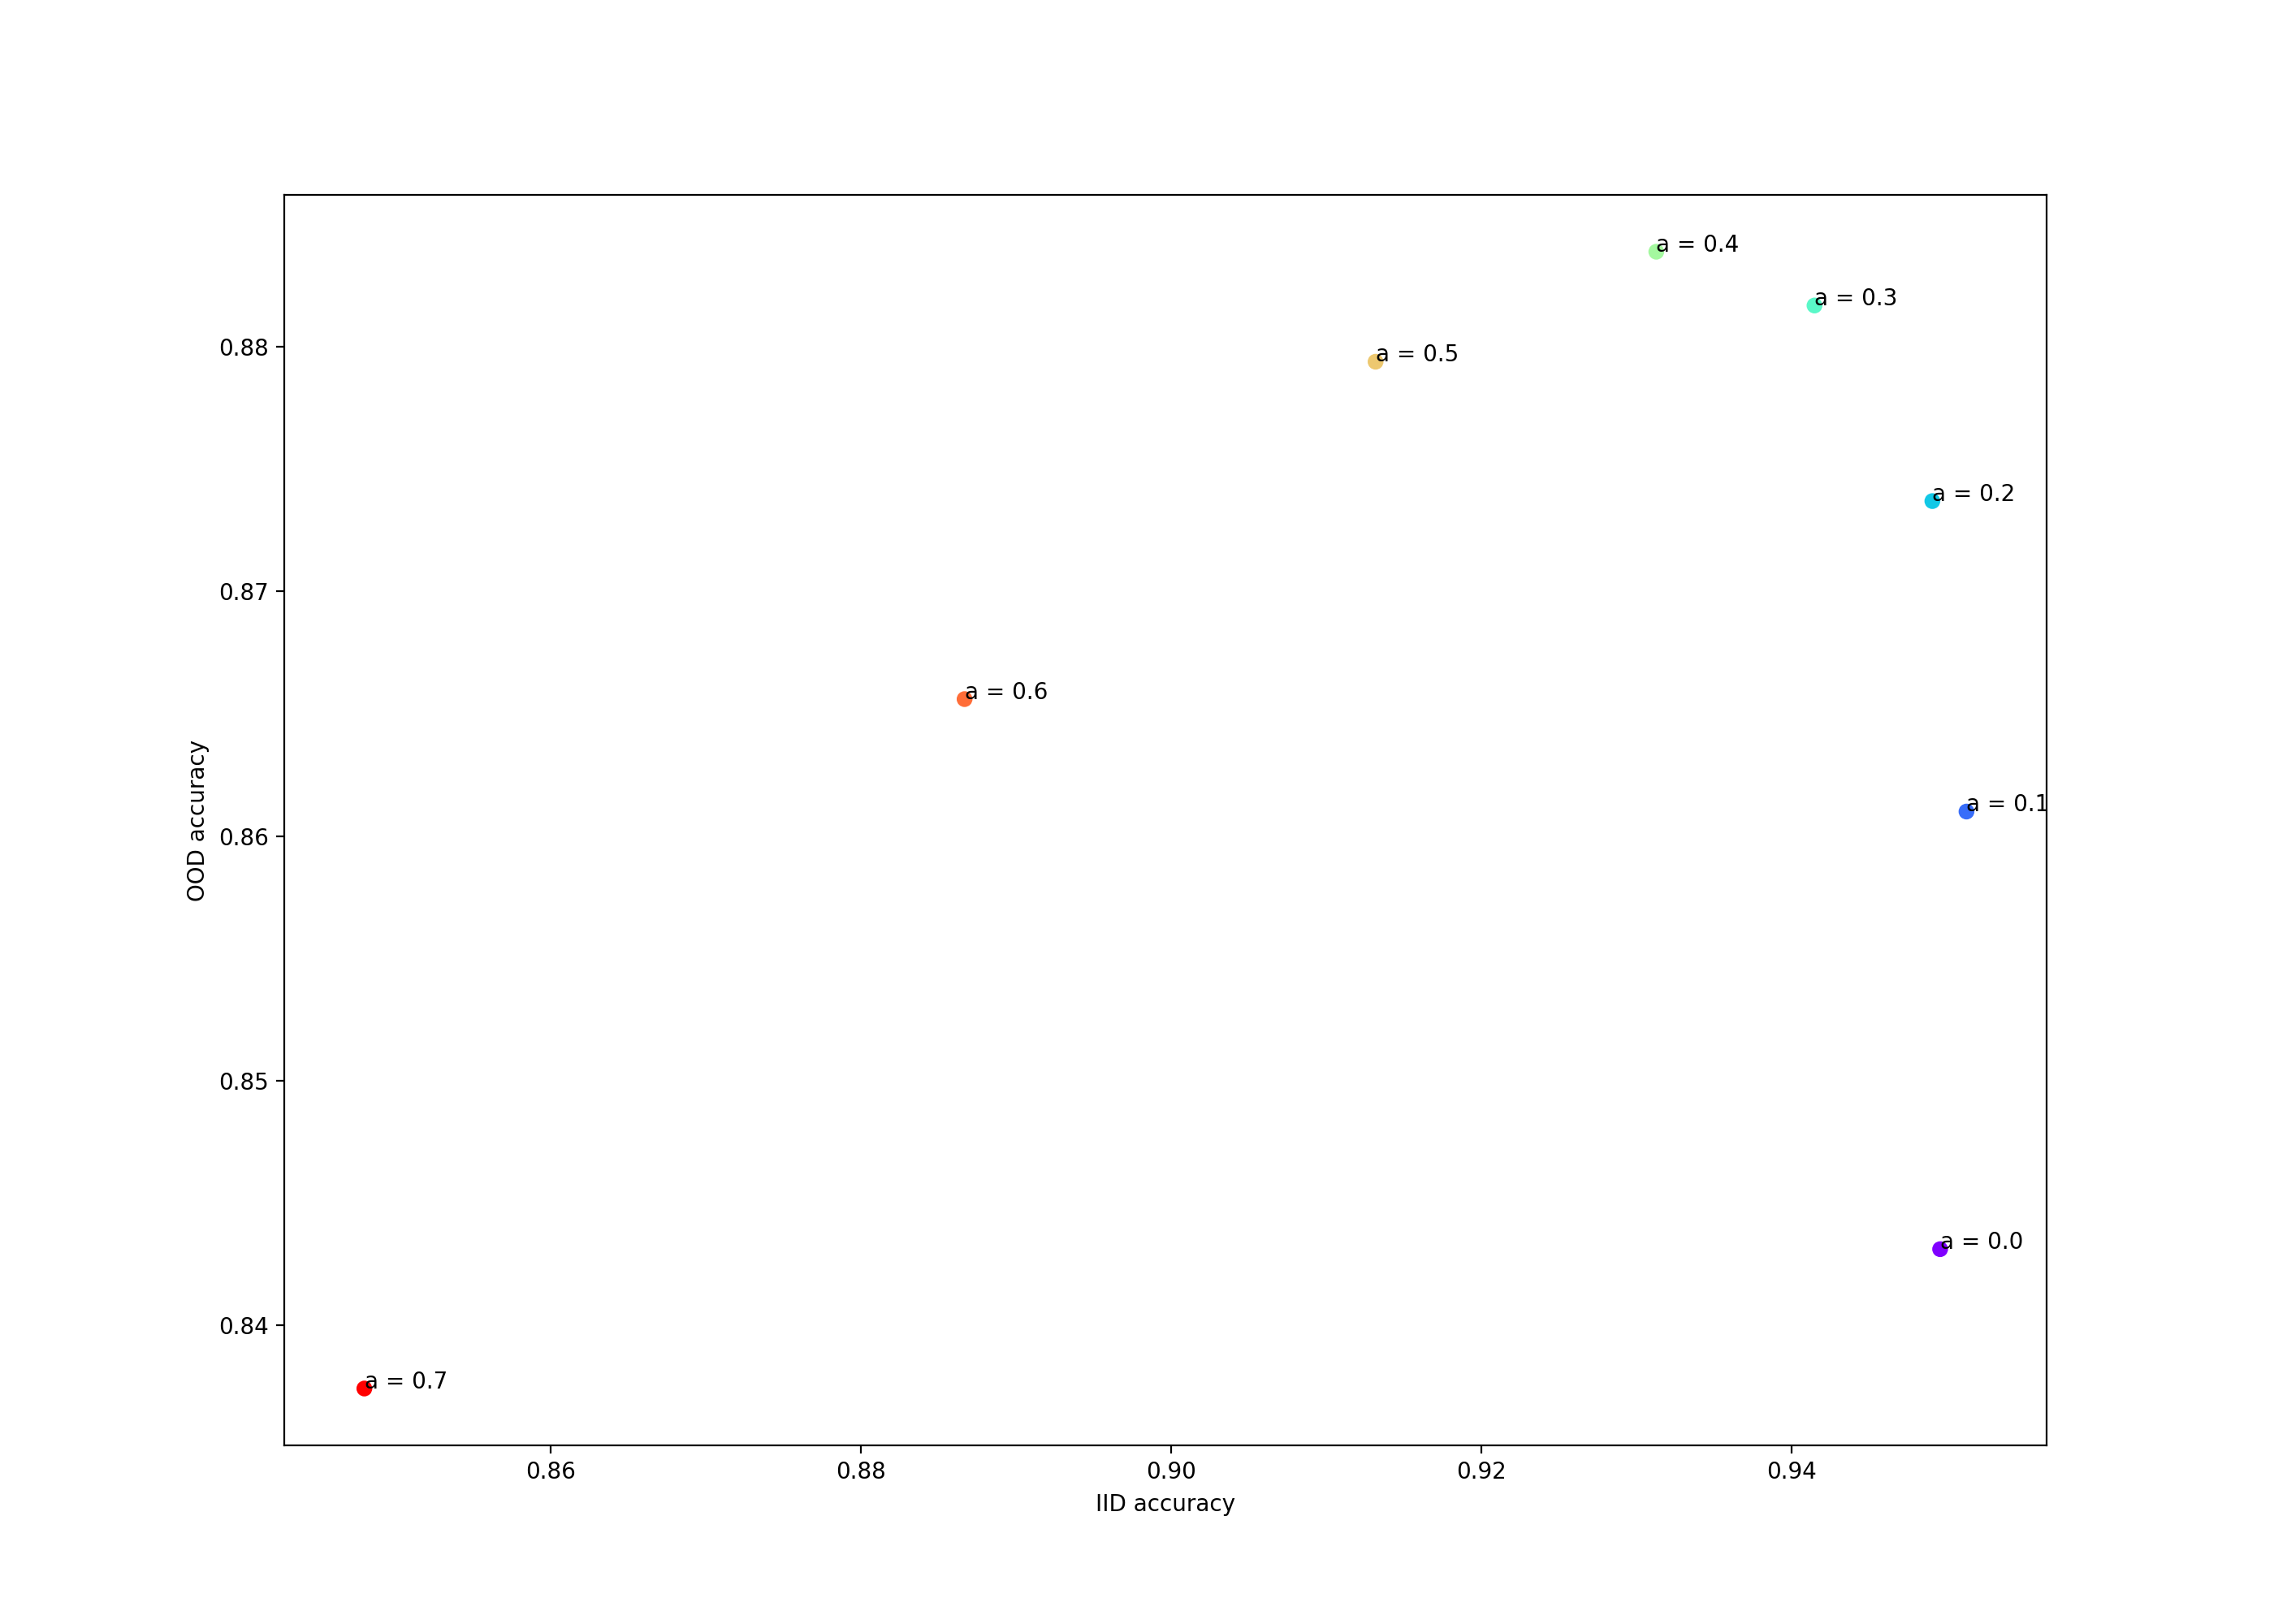 a = 0.4
a = 0.3
0.88
a = 0.5
a = 0.2
0.87
a = 0.6
OOD accuracy
a = 0.1
0.86
0.85
a = 0.0
0.84
a = 0.7
0.86
0.88
0.90
0.92
0.94
IID accuracy